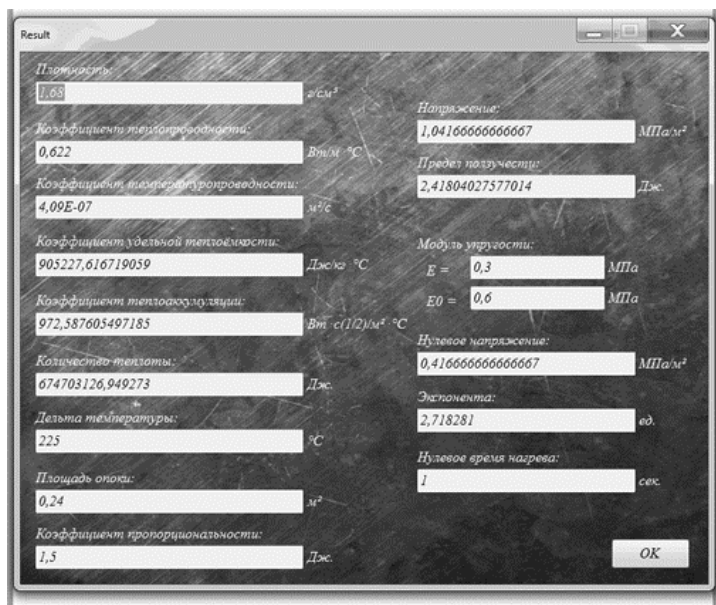 Result
Плотность:
1,68 г/см³
Коэффициент теплопроводности:
0,622 Вт/м ·°С
Коэффициент температуропроводности:
4,09E-07 м²/с
Коэффициент удельной теплоёмкости:
905227,616719059 Дж/кг ·°С
Коэффициент теплоаккумуляции:
972,587605497185 Вт ·с(1/2)/м² ·°С
Количество теплоты:
674703126,949273 Дж.
Дельта температуры:
225 °С
Площадь опоки:
0,24 м²
Коэффициент пропорциональности:
1,5 Дж.
Напряжение:
1,04166666666667 МПа/м²
Предел ползучести:
2,41804027577014 Дж.
Модуль упругости:
E = 0,3 МПа
E0 = 0,6 МПа
Нулевое напряжение:
0,416666666666667 МПа/м²
Экспонента:
2,718281 ед.
Нулевое время нагрева:
1 сек.
OK